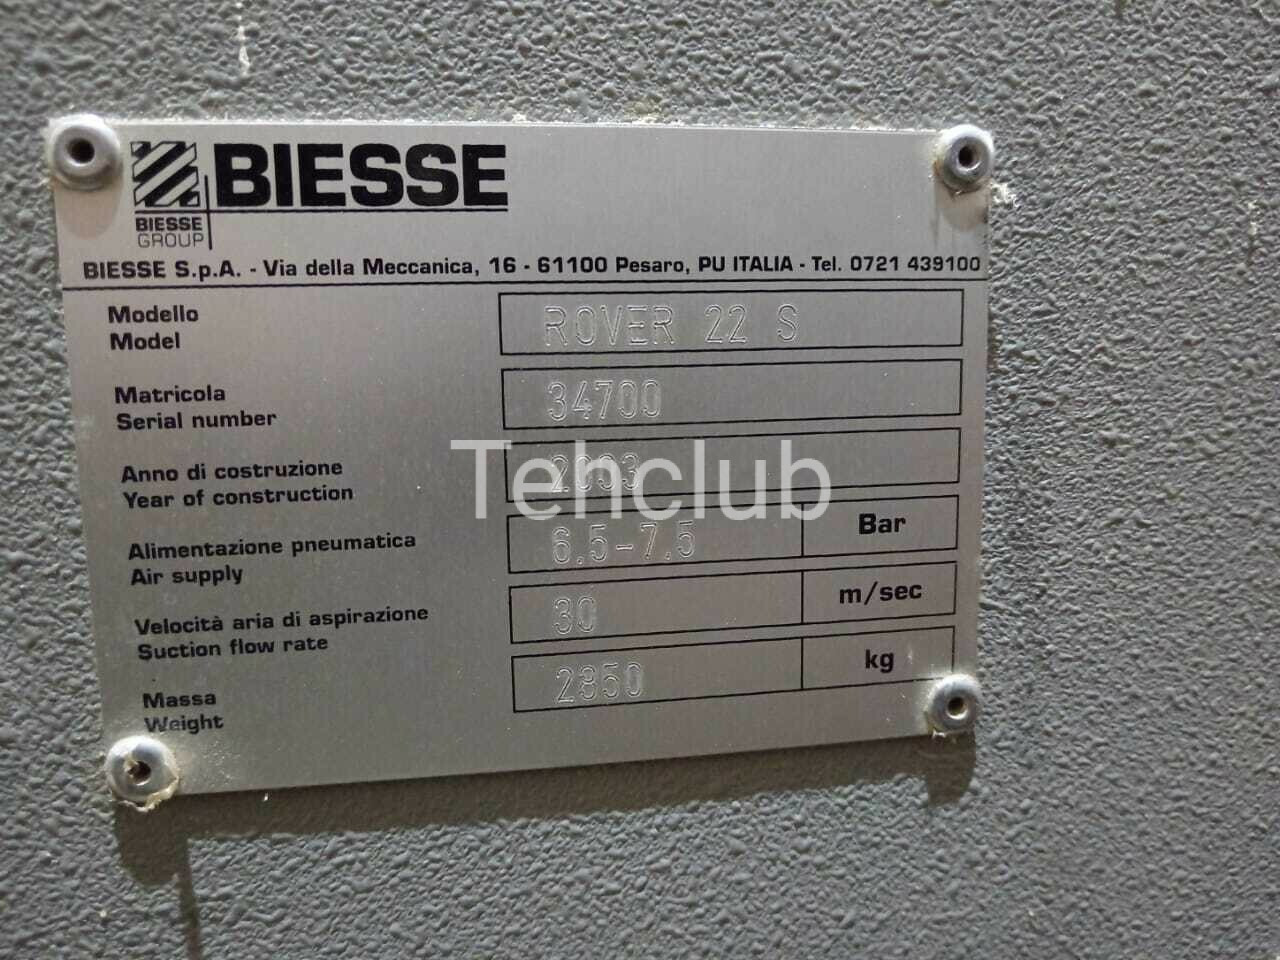 BIESSE
BIESSE
GROUP
BIESSE S.p.A. - Via della Meccanica, 16 - 61100 Pesaro, PU ITALIA - Tel. 0721 439100
Modello
Model
ROVER 22 S
Matricola
Serial number
34700
Tehclub
Anno di costruzione
Year of construction
2003
Alimentazione pneumatica
Air supply
6.5-7.5
Bar
Velocità aria di aspirazione
Suction flow rate
30
m/sec
Massa
Weight
2850
kg